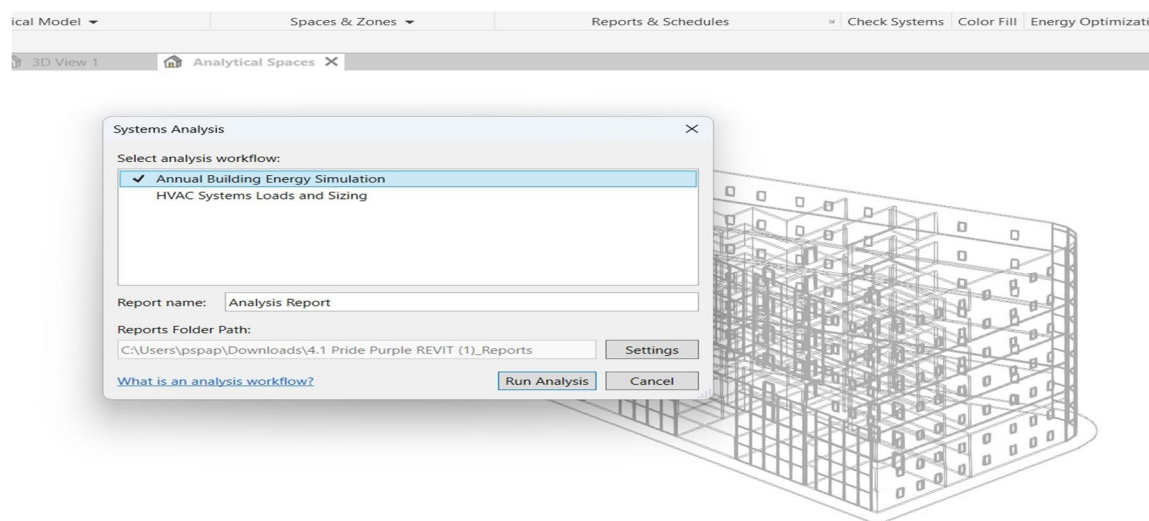 ical Model Spaces & Zones Reports & Schedules Check Systems Color Fill Energy Optimizati
3D View 1 Analytical Spaces
Systems Analysis
Select analysis workflow:
Annual Building Energy Simulation
HVAC Systems Loads and Sizing
Report name: Analysis Report
Reports Folder Path:
C:\Users\pspap\Downloads\4.1 Pride Purple REVIT (1)_Reports Settings
What is an analysis workflow? Run Analysis Cancel